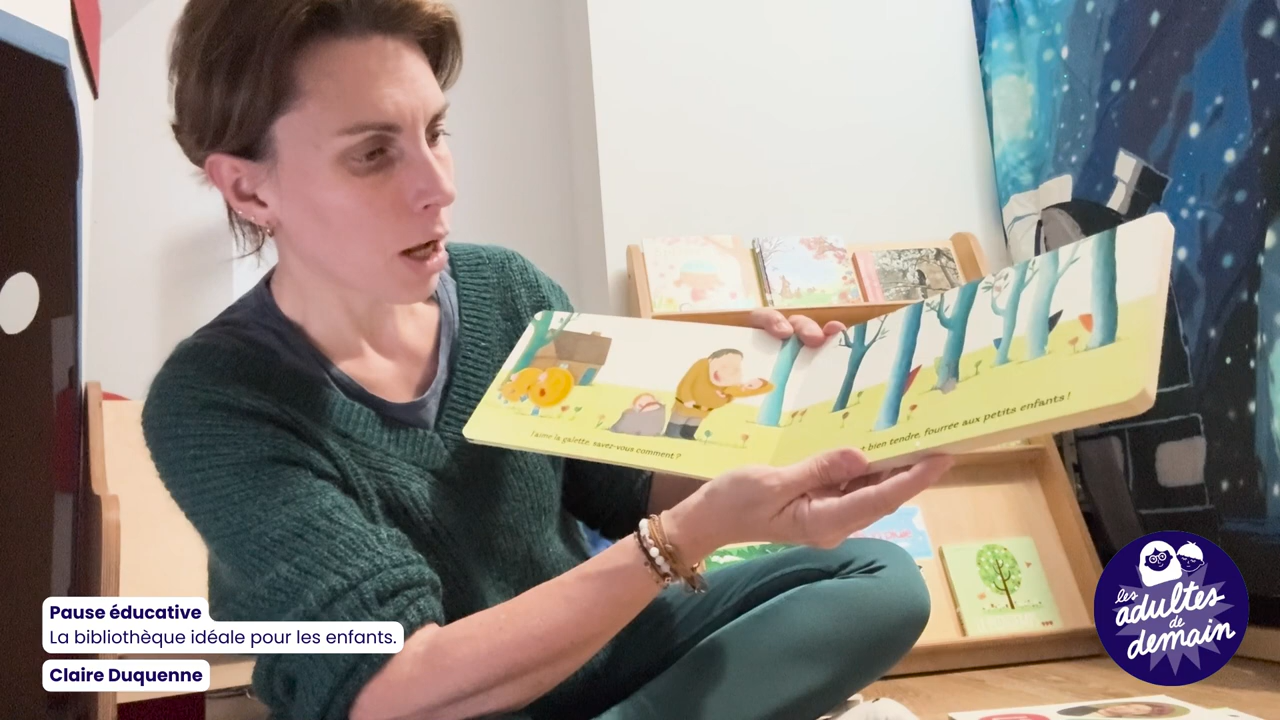 j'aime la galette, savez-vous comment ?
bien tendre, fourrée aux petits enfants !
Pause éducative
La bibliothèque idéale pour les enfants.
Claire Duquenne
les
adultes
de
demain